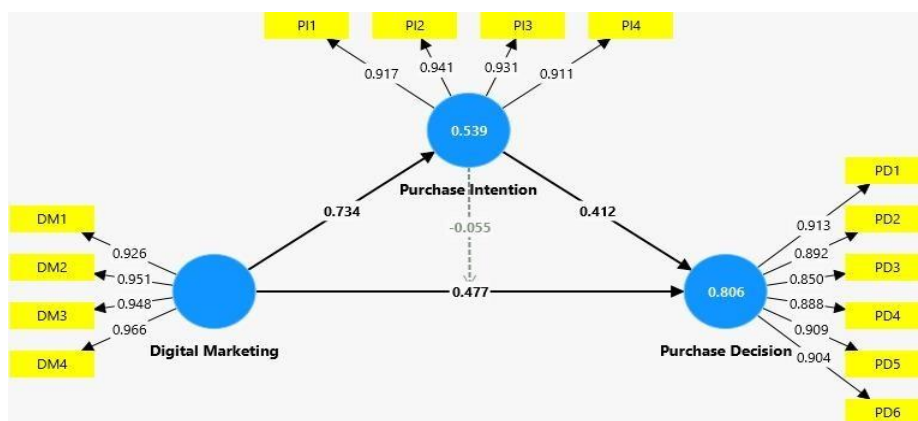 PI1 PI2 PI3 PI4
0.917 0.941 0.931 0.911
0.539
Purchase Intention
0.734
-0.055
0.412
DM1
DM2
DM3
DM4
0.926
0.951
0.948
0.966
Digital Marketing
0.477
0.806
Purchase Decision
0.913
0.892
0.850
0.888
0.909
0.904
PD1
PD2
PD3
PD4
PD5
PD6